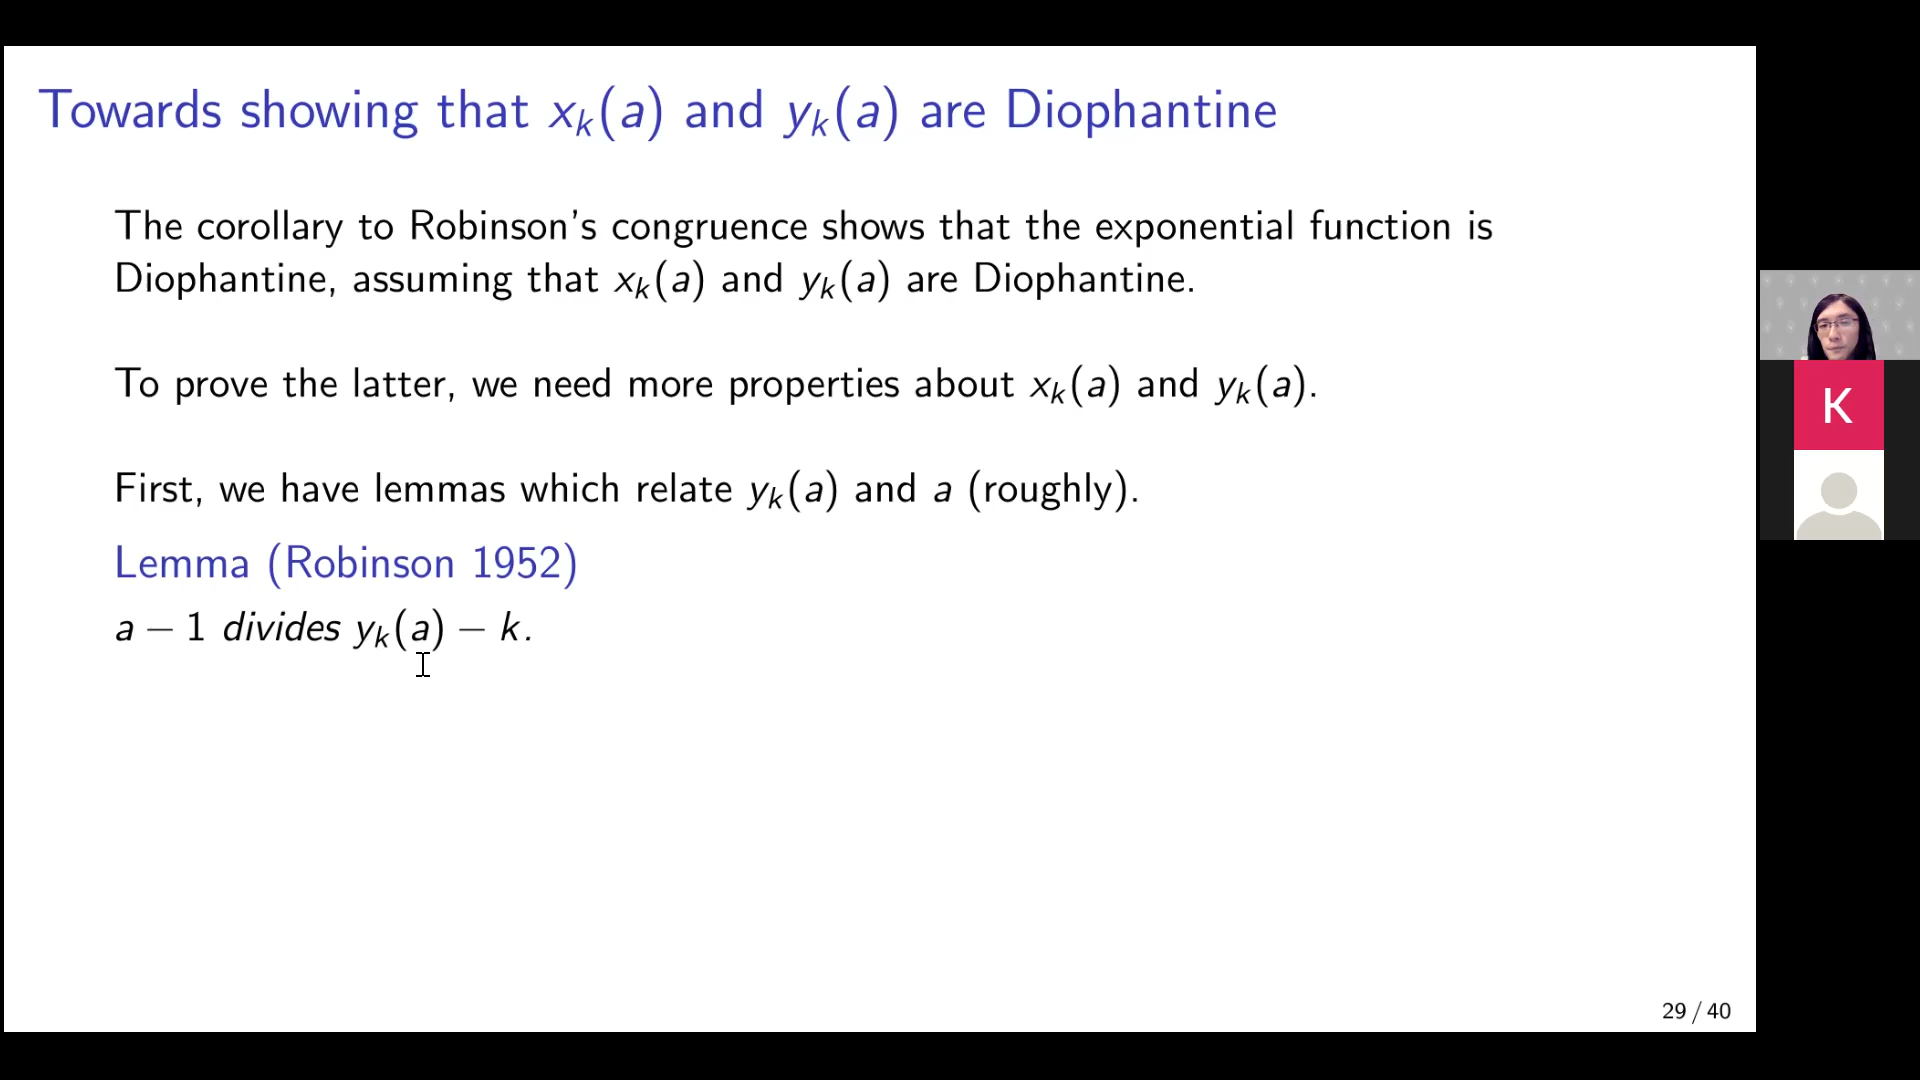 Towards showing that xₖ(a) and yₖ(a) are Diophantine
The corollary to Robinson’s congruence shows that the exponential function is
Diophantine, assuming that xₖ(a) and yₖ(a) are Diophantine.
To prove the latter, we need more properties about xₖ(a) and yₖ(a).
First, we have lemmas which relate yₖ(a) and a (roughly).
Lemma (Robinson 1952)
a − 1 divides yₖ(a) − k.
K
29 / 40